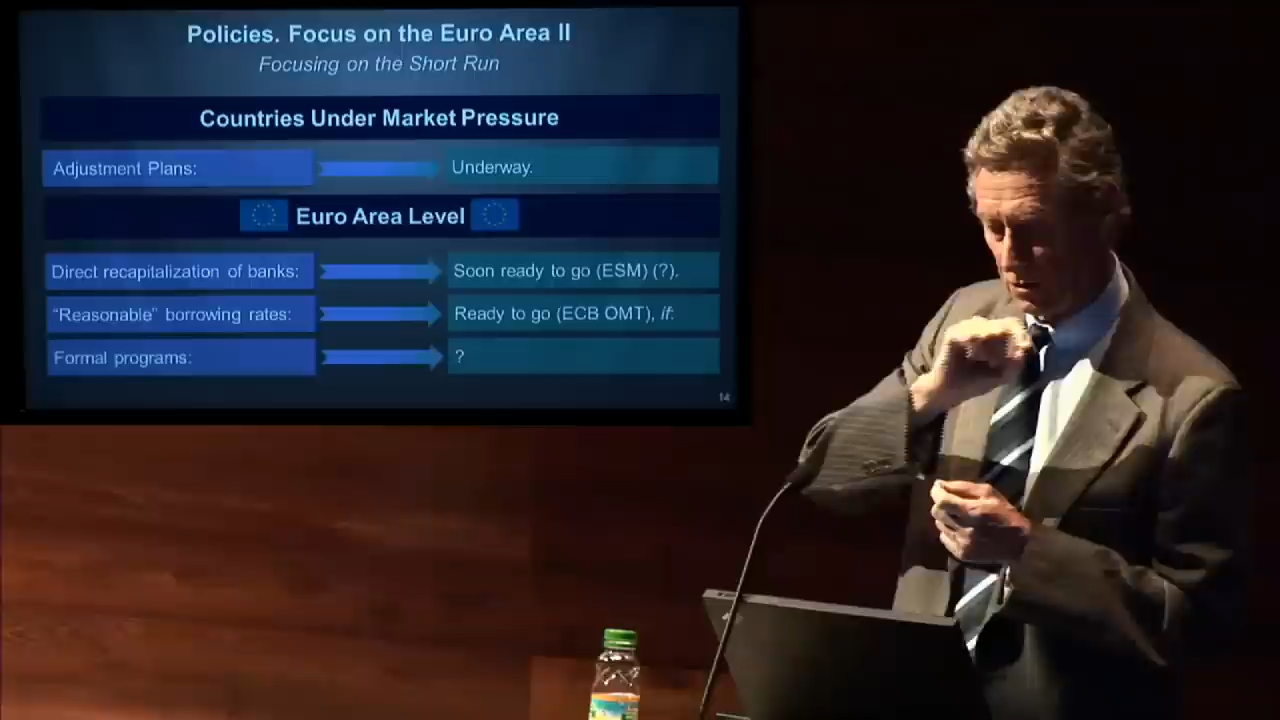 Policies. Focus on the Euro Area II
Focusing on the Short Run
Countries Under Market Pressure
Adjustment Plans:
Underway.
Euro Area Level
Direct recapitalization of banks:
Soon ready to go (ESM) (?).
"Reasonable" borrowing rates:
Ready to go (ECB OMT), if:
Formal programs:
?
14